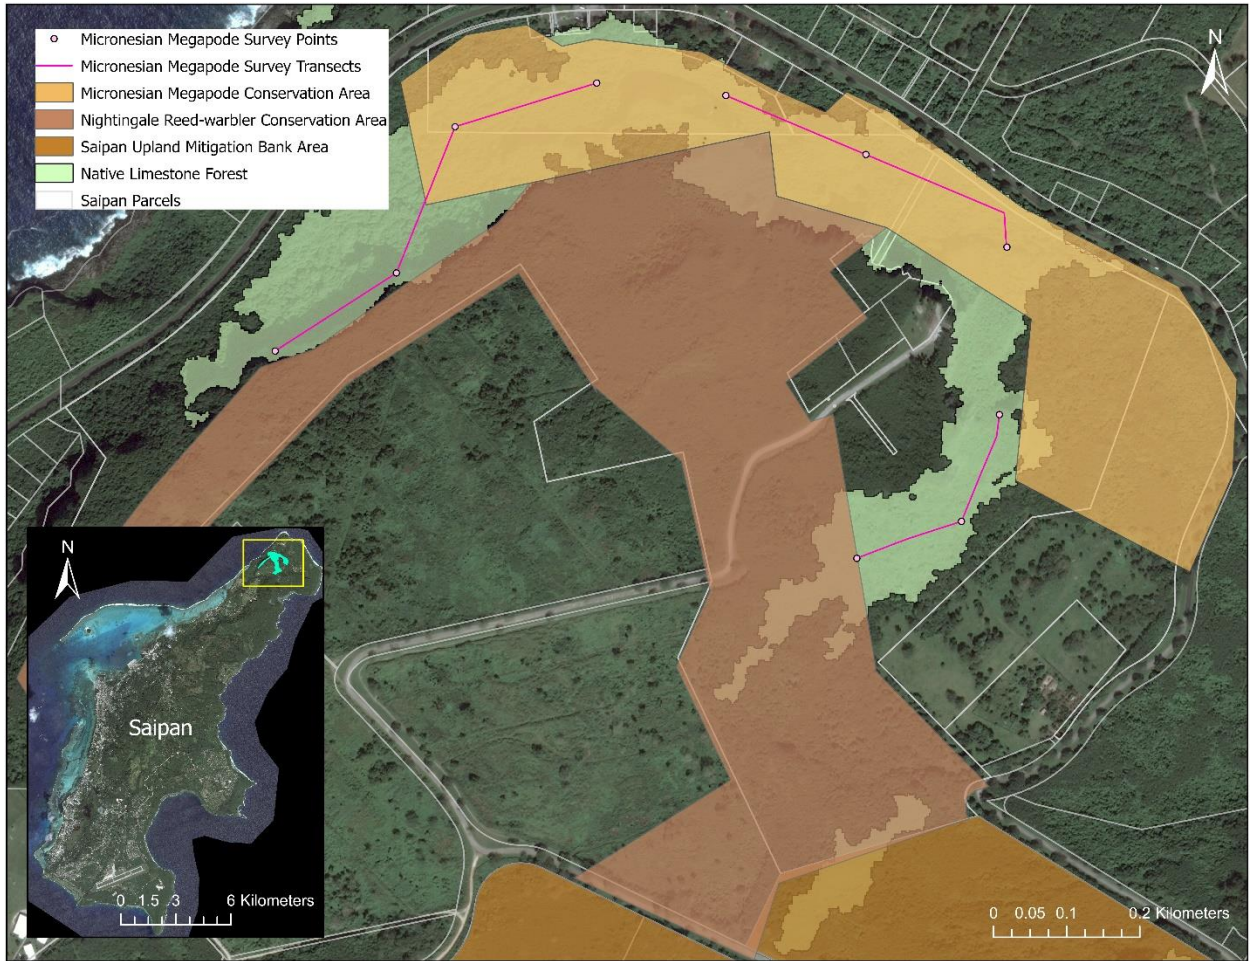 Micronesian Megapode Survey Points
Micronesian Megapode Survey Transects
Micronesian Megapode Conservation Area
Nightingale Reed-warbler Conservation Area
Saipan Upland Mitigation Bank Area
Native Limestone Forest
Saipan Parcels
N
N
Saipan
0 1.5 3 6 Kilometers
0 0.05 0.1 0.2 Kilometers